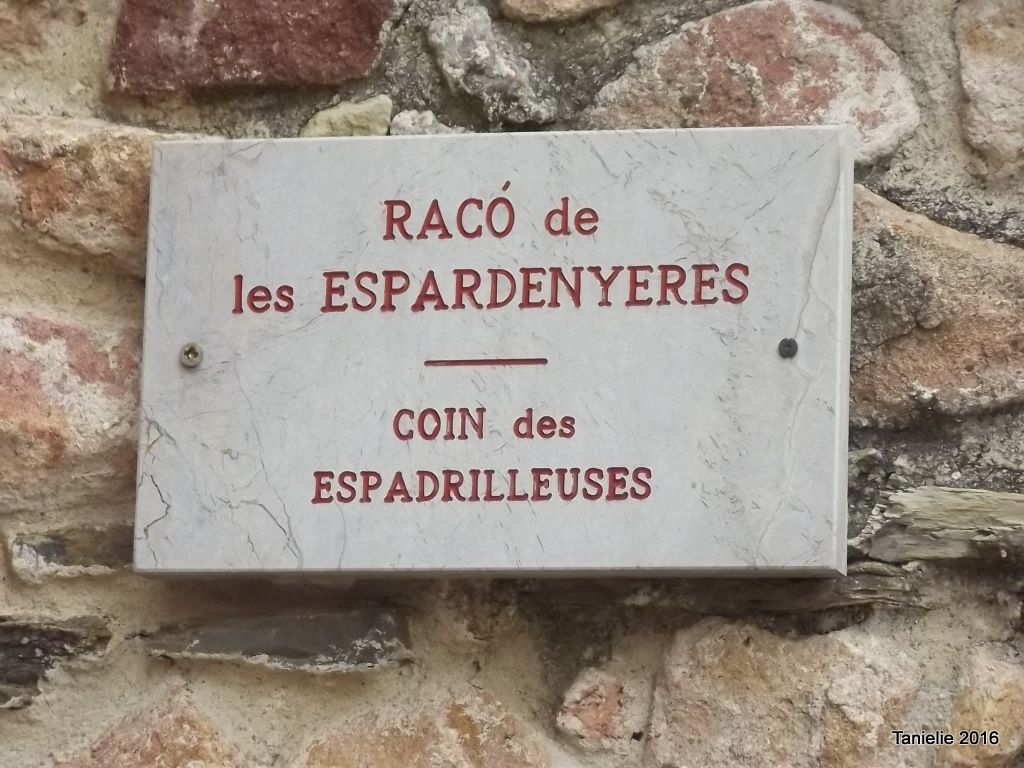 RACÓ de
les ESPARDENYERES
COIN des
ESPADRILLEUSES
Tanielie 2016